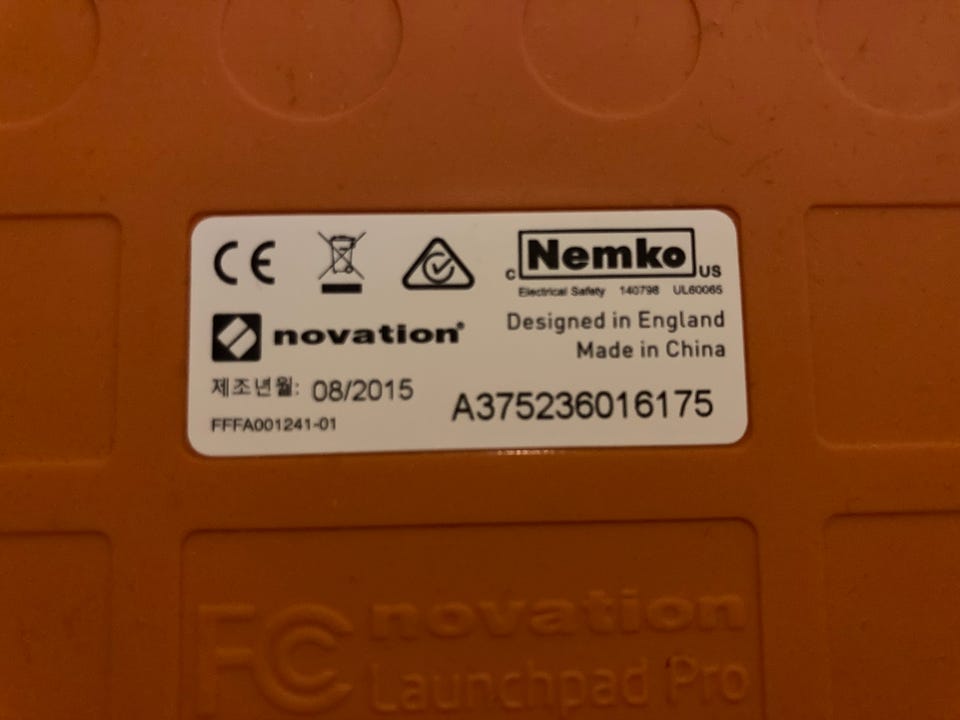 CE
c Nemko US
Electrical Safety 140798 UL60065
novation®
Designed in England
Made in China
제조년월: 08/2015
A375236016175
FFFA001241-01
FC novation
Launchpad Pro